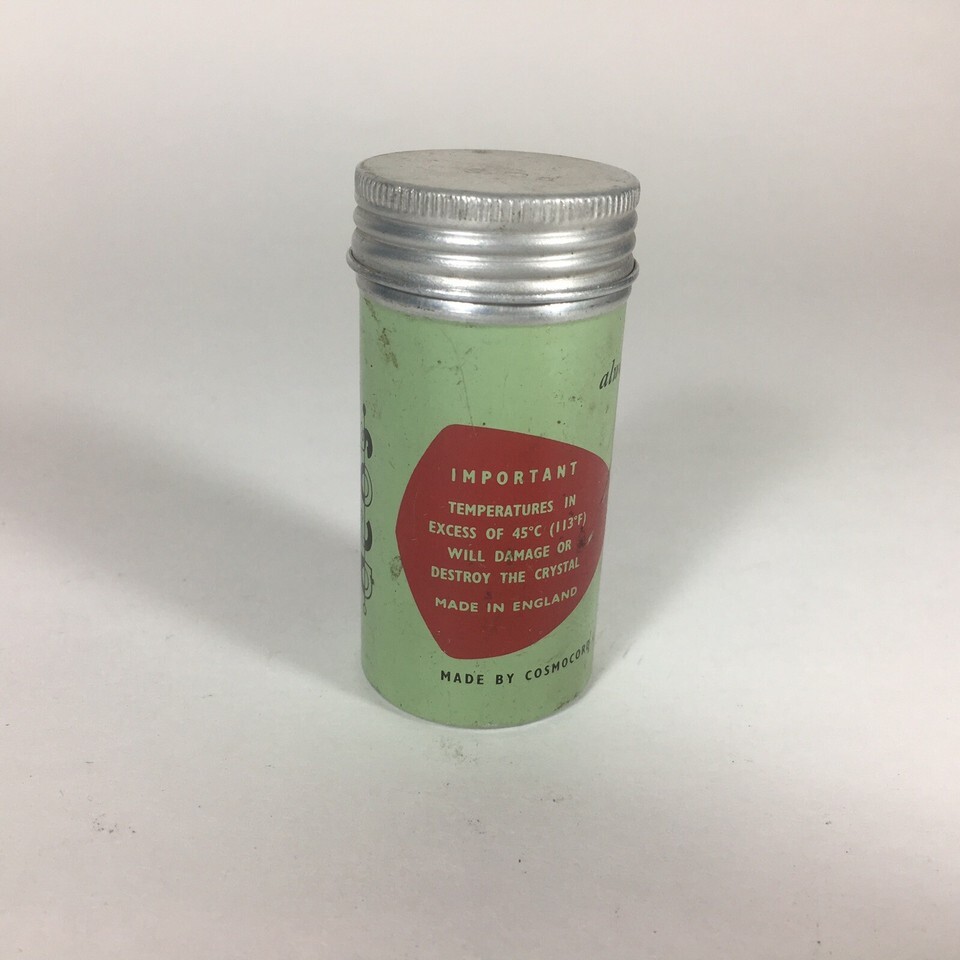 IMPORTANT
TEMPERATURES IN
EXCESS OF 45°C (113°F)
WILL DAMAGE OR
DESTROY THE CRYSTAL
MADE IN ENGLAND
MADE BY COSMOCORD